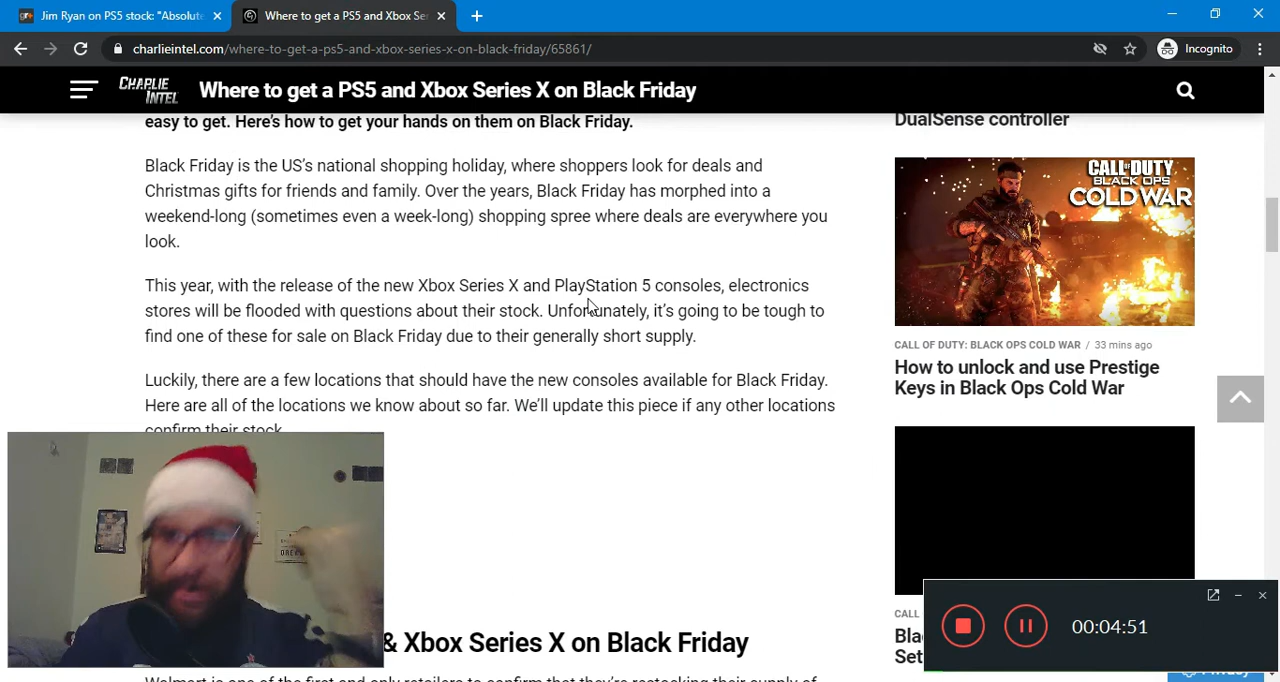 Jim Ryan on PS5 stock: "Absolute
Where to get a PS5 and Xbox Se
charlieintel.com/where-to-get-a-ps5-and-xbox-series-x-on-black-friday/65861/
Incognito
CHARLIE
INTEL
Where to get a PS5 and Xbox Series X on Black Friday
easy to get. Here's how to get your hands on them on Black Friday.
Black Friday is the US's national shopping holiday, where shoppers look for deals and
Christmas gifts for friends and family. Over the years, Black Friday has morphed into a
weekend-long (sometimes even a week-long) shopping spree where deals are everywhere you
look.
This year, with the release of the new Xbox Series X and PlayStation 5 consoles, electronics
stores will be flooded with questions about their stock. Unfortunately, it's going to be tough to
find one of these for sale on Black Friday due to their generally short supply.
Luckily, there are a few locations that should have the new consoles available for Black Friday.
Here are all of the locations we know about so far. We'll update this piece if any other locations
confirm their stock.
& Xbox Series X on Black Friday
Walmart is one of the first and only retailers to confirm that they're restocking their supply of
DualSense controller
CALL OF DUTY
BLACK OPS
COLD WAR
CALL OF DUTY: BLACK OPS COLD WAR / 33 mins ago
How to unlock and use Prestige
Keys in Black Ops Cold War
CALL
Bla
Set
00:04:51
Privacy